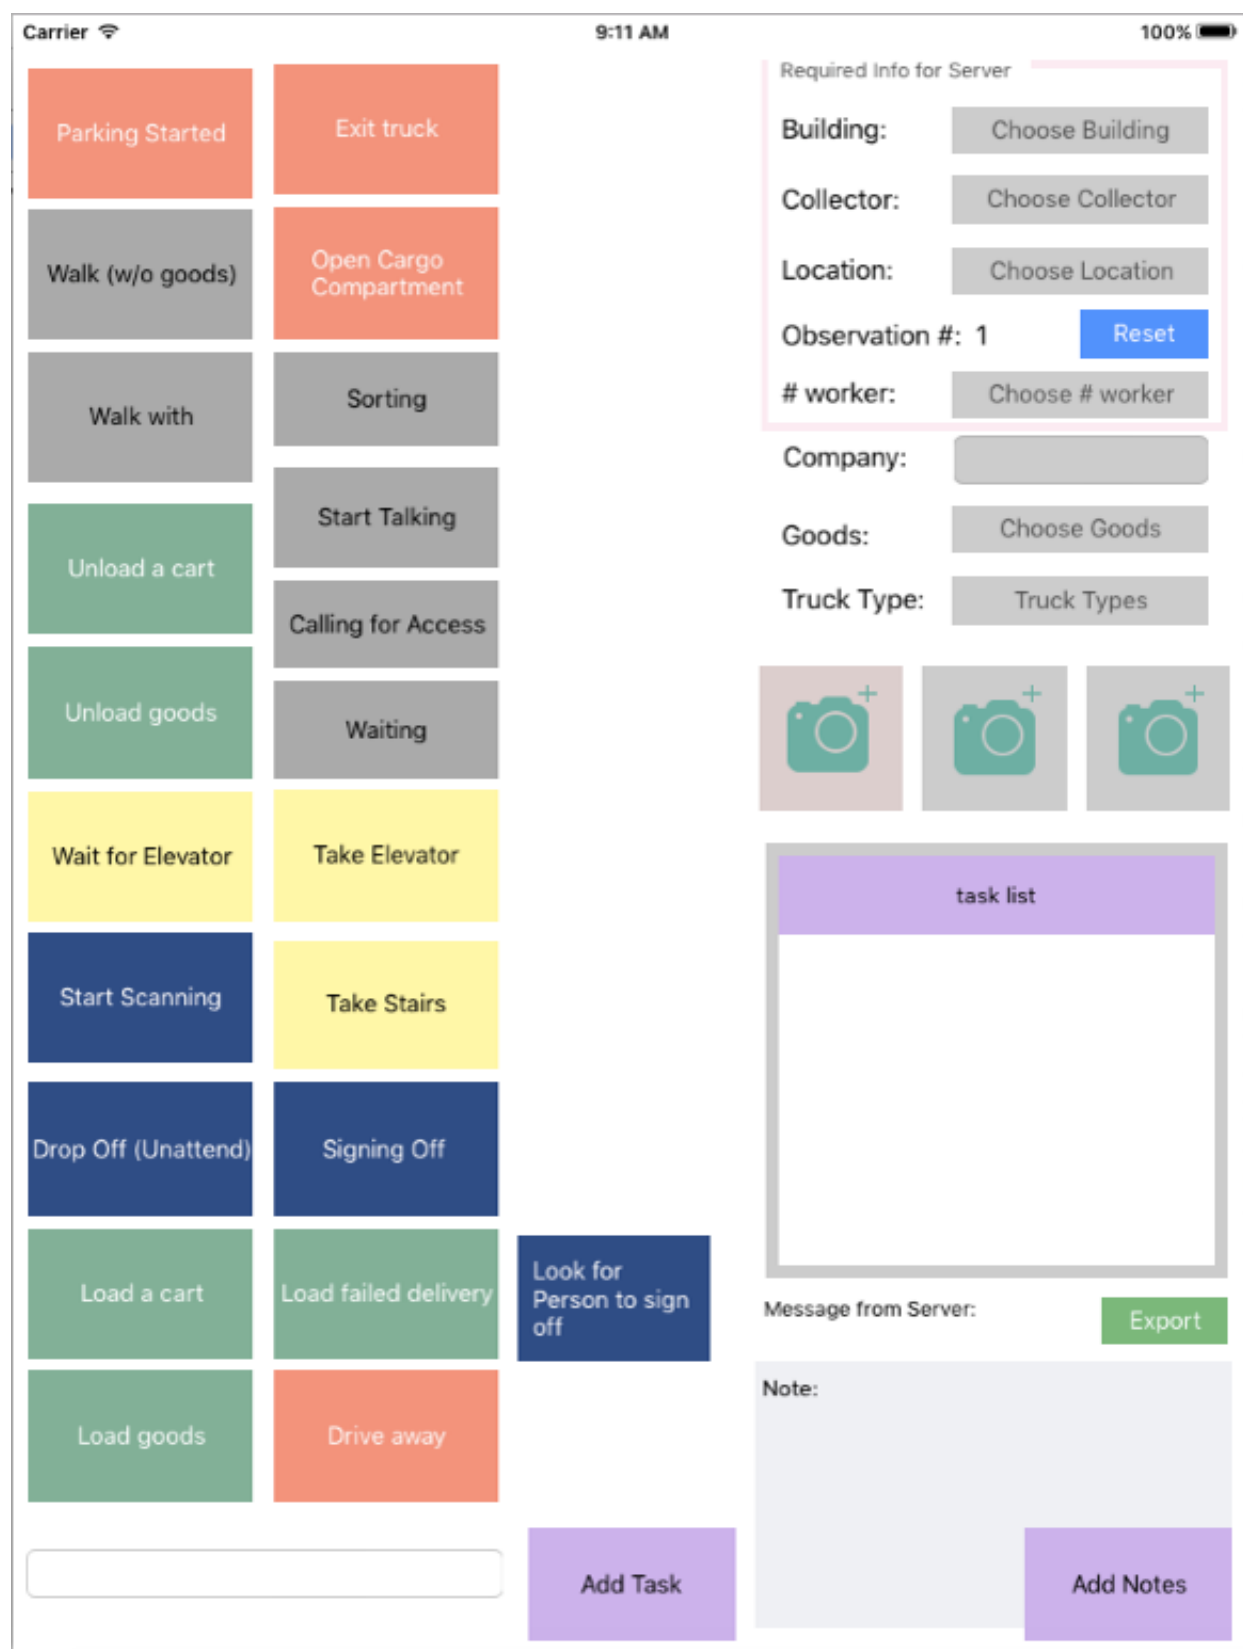 Carrier
9:11 AM
100%
Parking Started
Exit truck
Walk (w/o goods)
Open Cargo
Compartment
Walk with
Sorting
Unload a cart
Start Talking
Calling for Access
Unload goods
Waiting
Wait for Elevator
Take Elevator
Start Scanning
Take Stairs
Drop Off (Unattend)
Signing Off
Load a cart
Load failed delivery
Look for
Person to sign
off
Load goods
Drive away
Add Task
Required Info for Server
Building:
Choose Building
Collector:
Choose Collector
Location:
Choose Location
Observation #: 1
Reset
# worker:
Choose # worker
Company:
Goods:
Choose Goods
Truck Type:
Truck Types
task list
Message from Server:
Export
Note:
Add Notes